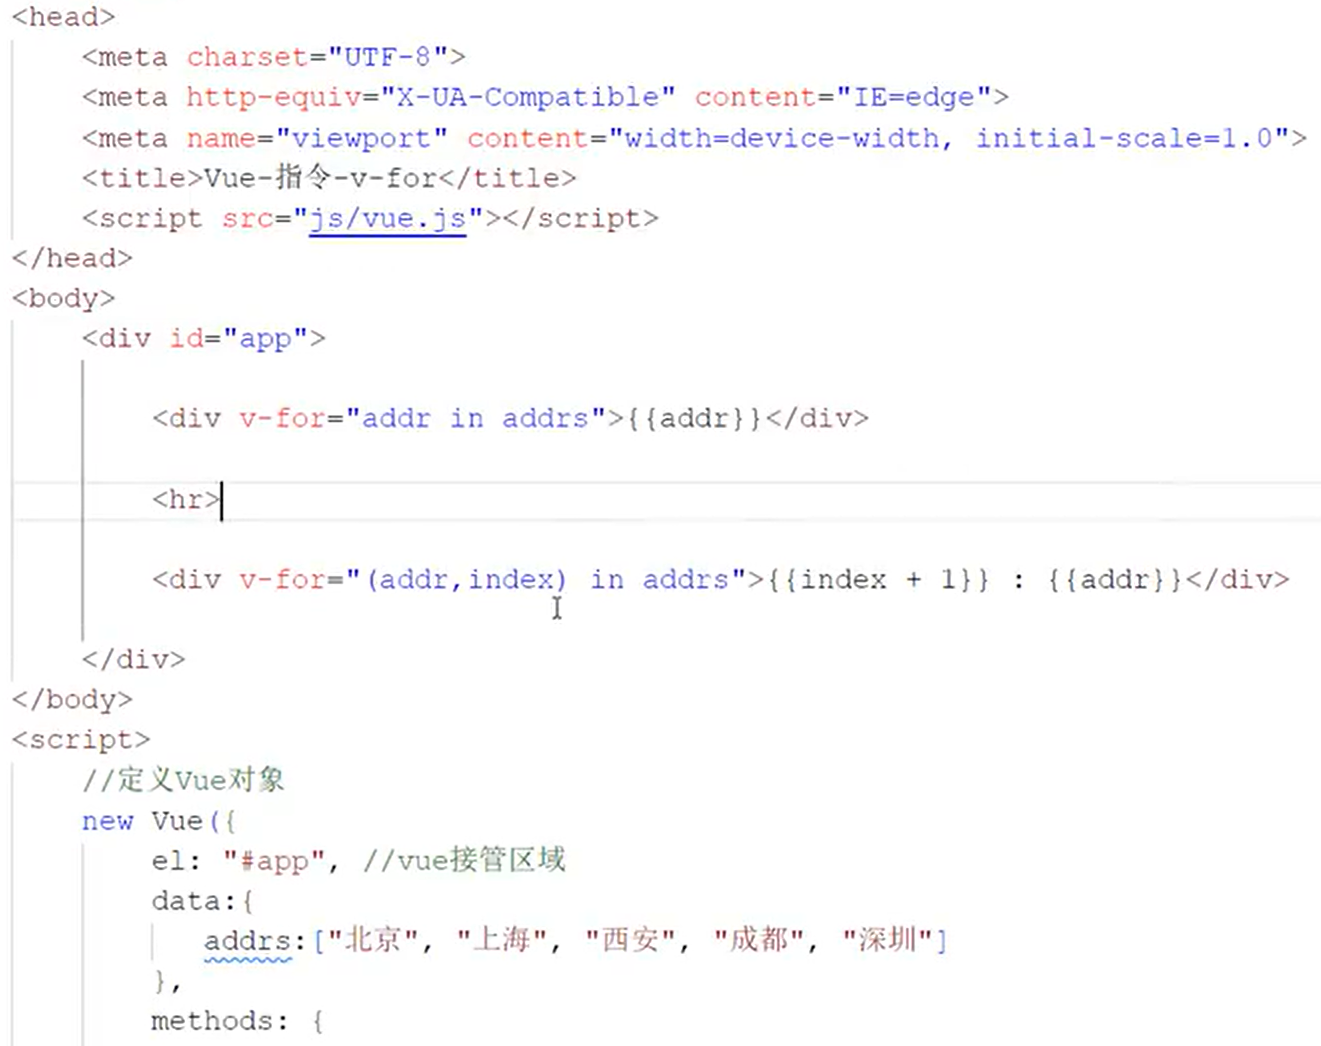 <head>
<meta charset="UTF-8">
<meta http-equiv="X-UA-Compatible" content="IE=edge">
<meta name="viewport" content="width=device-width, initial-scale=1.0">
<title>Vue-指令-v-for</title>
<script src="js/vue.js"></script>
</head>
<body>
<div id="app">
<div v-for="addr in addrs">{{addr}}</div>
<hr>
<div v-for="(addr,index) in addrs">{{index + 1}} : {{addr}}</div>
</div>
</body>
<script>
//定义Vue对象
new Vue({
el: "#app", //vue接管区域
data:{
addrs:["北京", "上海", "西安", "成都", "深圳"]
},
methods: {